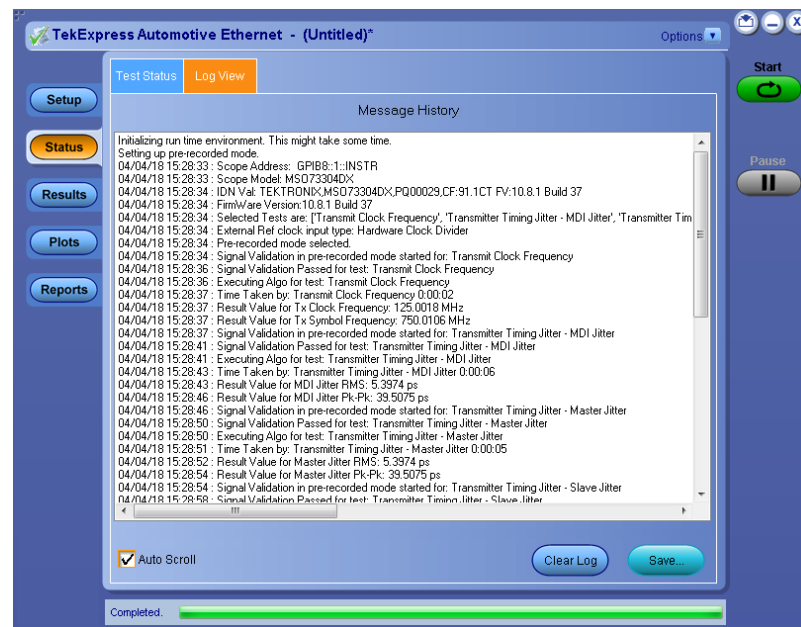 TekExpress Automotive Ethernet - (Untitled)*
Options
Start
Pause
Setup
Status
Results
Plots
Reports
Test Status
Log View
Message History
Initializing run time environment. This might take some time.
Setting up pre-recorded mode.
04/04/18 15:28:33 : Scope Address: GPIB8::1::INSTR
04/04/18 15:28:33 : Scope Model: MSO73304DX
04/04/18 15:28:34 : IDN Val: TEKTRONIX,MSO73304DX,PQ00029,CF:91.1CT FV:10.8.1 Build 37
04/04/18 15:28:34 : FirmWare Version:10.8.1 Build 37
04/04/18 15:28:34 : Selected Tests are: ['Transmit Clock Frequency', 'Transmitter Timing Jitter - MDI Jitter', 'Transmitter Tim
04/04/18 15:28:34 : External Ref clock input type: Hardware Clock Divider
04/04/18 15:28:34 : Pre-recorded mode selected.
04/04/18 15:28:34 : Signal Validation in pre-recorded mode started for: Transmit Clock Frequency
04/04/18 15:28:36 : Signal Validation Passed for test: Transmit Clock Frequency
04/04/18 15:28:36 : Executing Algo for test: Transmit Clock Frequency
04/04/18 15:28:37 : Time Taken by: Transmit Clock Frequency 0:00:02
04/04/18 15:28:37 : Result Value for Tx Clock Frequency: 125.0018 MHz
04/04/18 15:28:37 : Result Value for Tx Symbol Frequency: 750.0106 MHz
04/04/18 15:28:37 : Signal Validation in pre-recorded mode started for: Transmitter Timing Jitter - MDI Jitter
04/04/18 15:28:41 : Signal Validation Passed for test: Transmitter Timing Jitter - MDI Jitter
04/04/18 15:28:41 : Executing Algo for test: Transmitter Timing Jitter - MDI Jitter
04/04/18 15:28:43 : Time Taken by: Transmitter Timing Jitter - MDI Jitter 0:00:06
04/04/18 15:28:43 : Result Value for MDI Jitter RMS: 5.3974 ps
04/04/18 15:28:46 : Result Value for MDI Jitter Pk-Pk: 39.5075 ps
04/04/18 15:28:46 : Signal Validation in pre-recorded mode started for: Transmitter Timing Jitter - Master Jitter
04/04/18 15:28:50 : Signal Validation Passed for test: Transmitter Timing Jitter - Master Jitter
04/04/18 15:28:50 : Executing Algo for test: Transmitter Timing Jitter - Master Jitter
04/04/18 15:28:51 : Time Taken by: Transmitter Timing Jitter - Master Jitter 0:00:05
04/04/18 15:28:52 : Result Value for Master Jitter RMS: 5.3974 ps
04/04/18 15:28:54 : Result Value for Master Jitter Pk-Pk: 39.5075 ps
04/04/18 15:28:54 : Signal Validation in pre-recorded mode started for: Transmitter Timing Jitter - Slave Jitter
04/04/18 15:28:58 : Signal Validation Passed for test: Transmitter Timing Jitter - Slave Jitter
Auto Scroll
Clear Log
Save...
Completed.